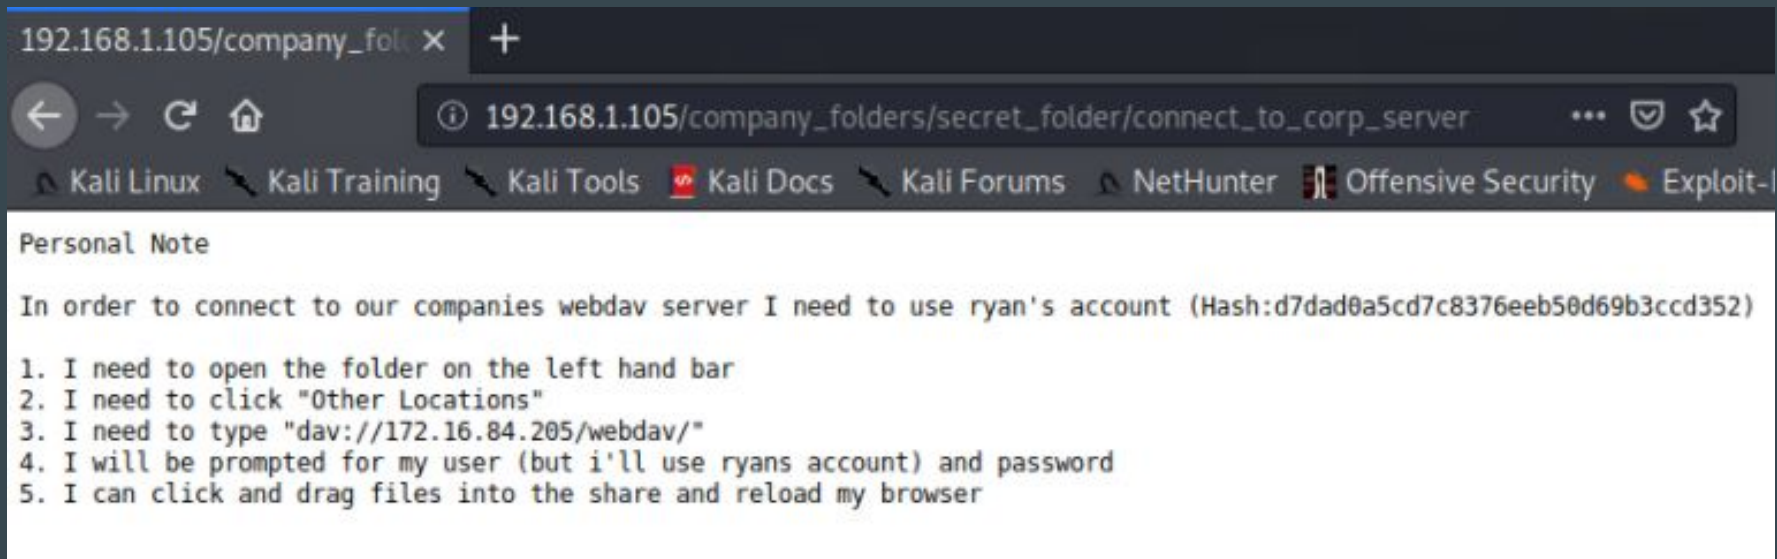 192.168.1.105/company_fol
192.168.1.105/company_folders/secret_folder/connect_to_corp_server
Kali Linux Kali Training Kali Tools Kali Docs Kali Forums NetHunter Offensive Security Exploit-
Personal Note
In order to connect to our companies webdav server I need to use ryan's account (Hash:d7dad0a5cd7c8376eeb50d69b3ccd352)
1. I need to open the folder on the left hand bar
2. I need to click "Other Locations"
3. I need to type "dav://172.16.84.205/webdav/"
4. I will be prompted for my user (but i'll use ryans account) and password
5. I can click and drag files into the share and reload my browser